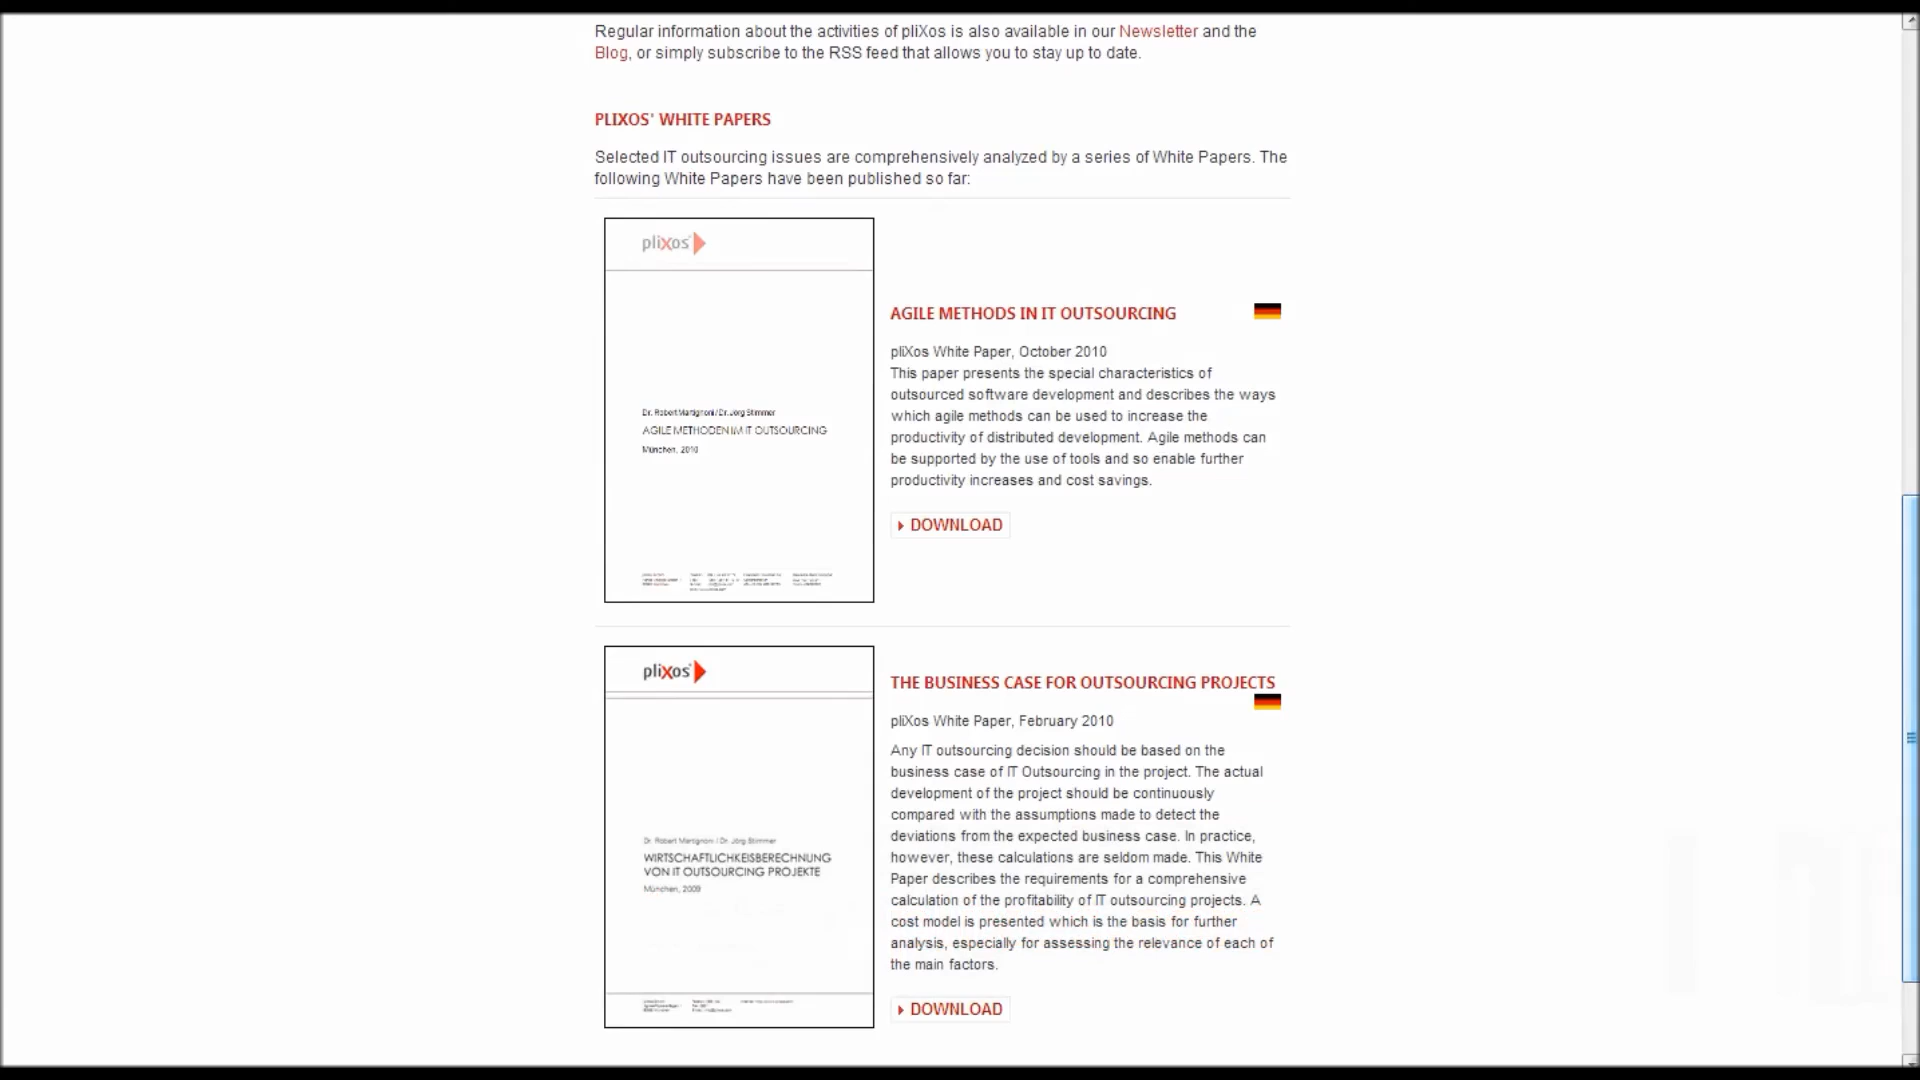 Regular information about the activities of pliXos is also available in our Newsletter and the
Blog, or simply subscribe to the RSS feed that allows you to stay up to date.
PLIXOS' WHITE PAPERS
Selected IT outsourcing issues are comprehensively analyzed by a series of White Papers. The
following White Papers have been published so far:
pliXos
Dr. Robert Martignoni / Dr. Jörg Stimmer
AGILE METHODEN IM IT OUTSOURCING
München, 2010
AGILE METHODS IN IT OUTSOURCING
pliXos White Paper, October 2010
This paper presents the special characteristics of
outsourced software development and describes the ways
which agile methods can be used to increase the
productivity of distributed development. Agile methods can
be supported by the use of tools and so enable further
productivity increases and cost savings.
DOWNLOAD
pliXos
Dr. Robert Martignoni / Dr. Jörg Stimmer
WIRTSCHAFTLICHKEISBERECHNUNG
VON IT OUTSOURCING PROJEKTE
München, 2009
THE BUSINESS CASE FOR OUTSOURCING PROJECTS
pliXos White Paper, February 2010
Any IT outsourcing decision should be based on the
business case of IT Outsourcing in the project. The actual
development of the project should be continuously
compared with the assumptions made to detect the
deviations from the expected business case. In practice,
however, these calculations are seldom made. This White
Paper describes the requirements for a comprehensive
calculation of the profitability of IT outsourcing projects. A
cost model is presented which is the basis for further
analysis, especially for assessing the relevance of each of
the main factors.
DOWNLOAD